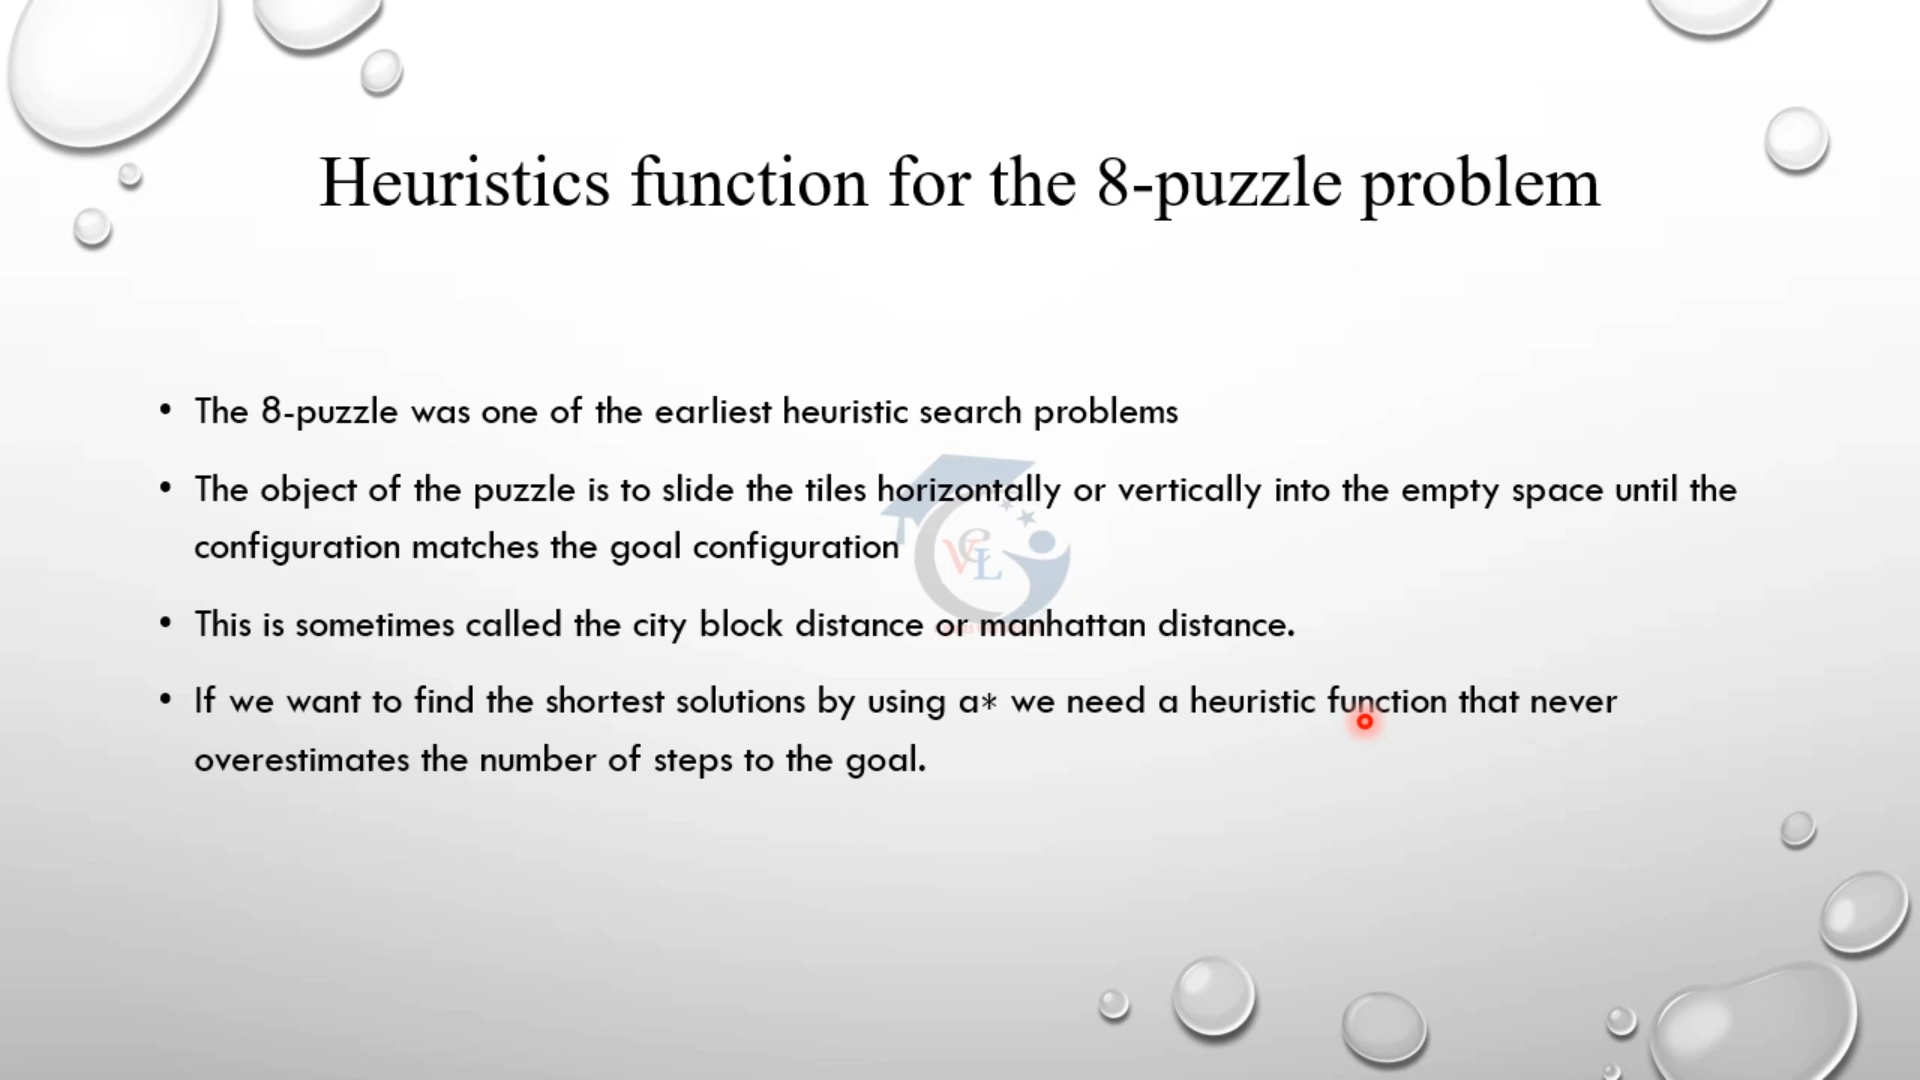 Heuristics function for the 8-puzzle problem
• The 8-puzzle was one of the earliest heuristic search problems
• The object of the puzzle is to slide the tiles horizontally or vertically into the empty space until the
configuration matches the goal configuration
VCL
• This is sometimes called the city block distance or manhattan distance.
• If we want to find the shortest solutions by using a* we need a heuristic function that never
overestimates the number of steps to the goal.